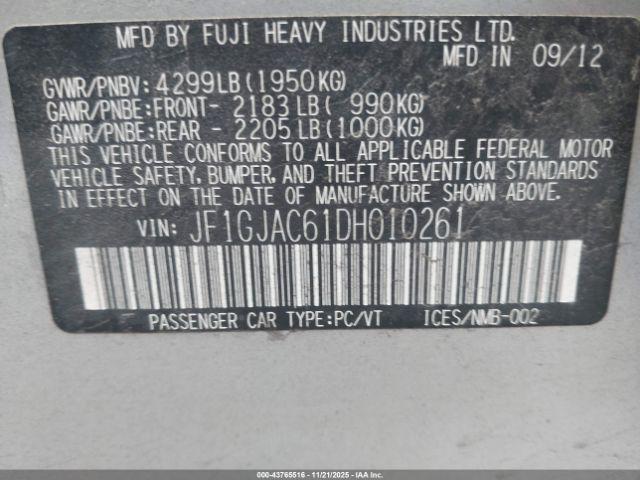 MFD BY FUJI HEAVY INDUSTRIES LTD.
MFD IN 09/12
GVWR/PNBV: 4299LB(1950KG)
GAWR/PNBE:FRONT- 2183LB( 990KG)
GAWR/PNBE:REAR - 2205LB(1000KG)
THIS VEHICLE CONFORMS TO ALL APPLICABLE FEDERAL MOTOR
VEHICLE SAFETY, BUMPER, AND THEFT PREVENTION STANDARDS
IN EFFECT ON THE DATE OF MANUFACTURE SHOWN ABOVE.
VIN: JF1GJAC61DH010261
PASSENGER CAR TYPE:PC/VT ICES/NMB-002
000-43765516 - 11/21/2025 - IAAI.CA